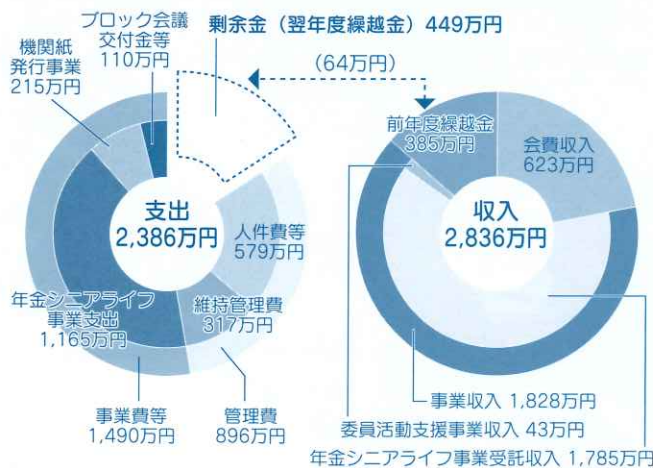 ブロック会議
交付金等
110万円
機関紙
発行事業
215万円
剰余金（翌年度繰越金）449万円
（64万円）
支出
2,386万円
人件費等
579万円
維持管理費
317万円
年金シニアライフ
事業支出
1,165万円
事業費等
1,490万円
管理費
896万円
前年度繰越金
385万円
会費収入
623万円
収入
2,836万円
事業収入 1,828万円
委員活動支援事業収入 43万円
年金シニアライフ事業受託収入 1,785万円